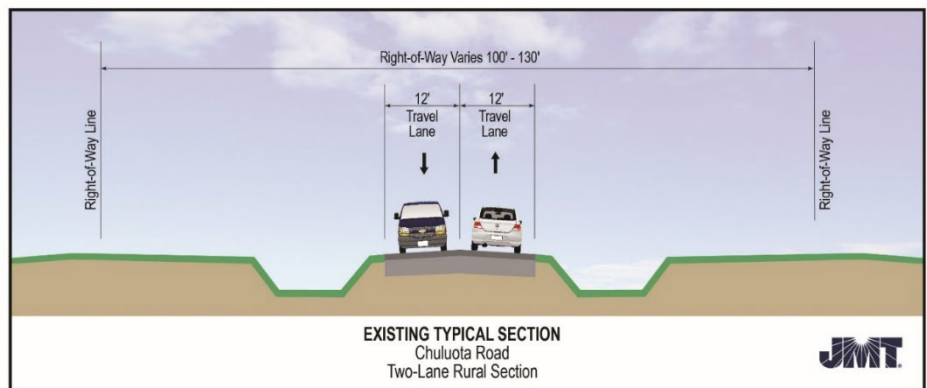 Right-of-Way Varies 100' - 130'
12'
Travel
Lane
12'
Travel
Lane
Right-of-Way Line
Right-of-Way Line
EXISTING TYPICAL SECTION
Chuluota Road
Two-Lane Rural Section
JMT